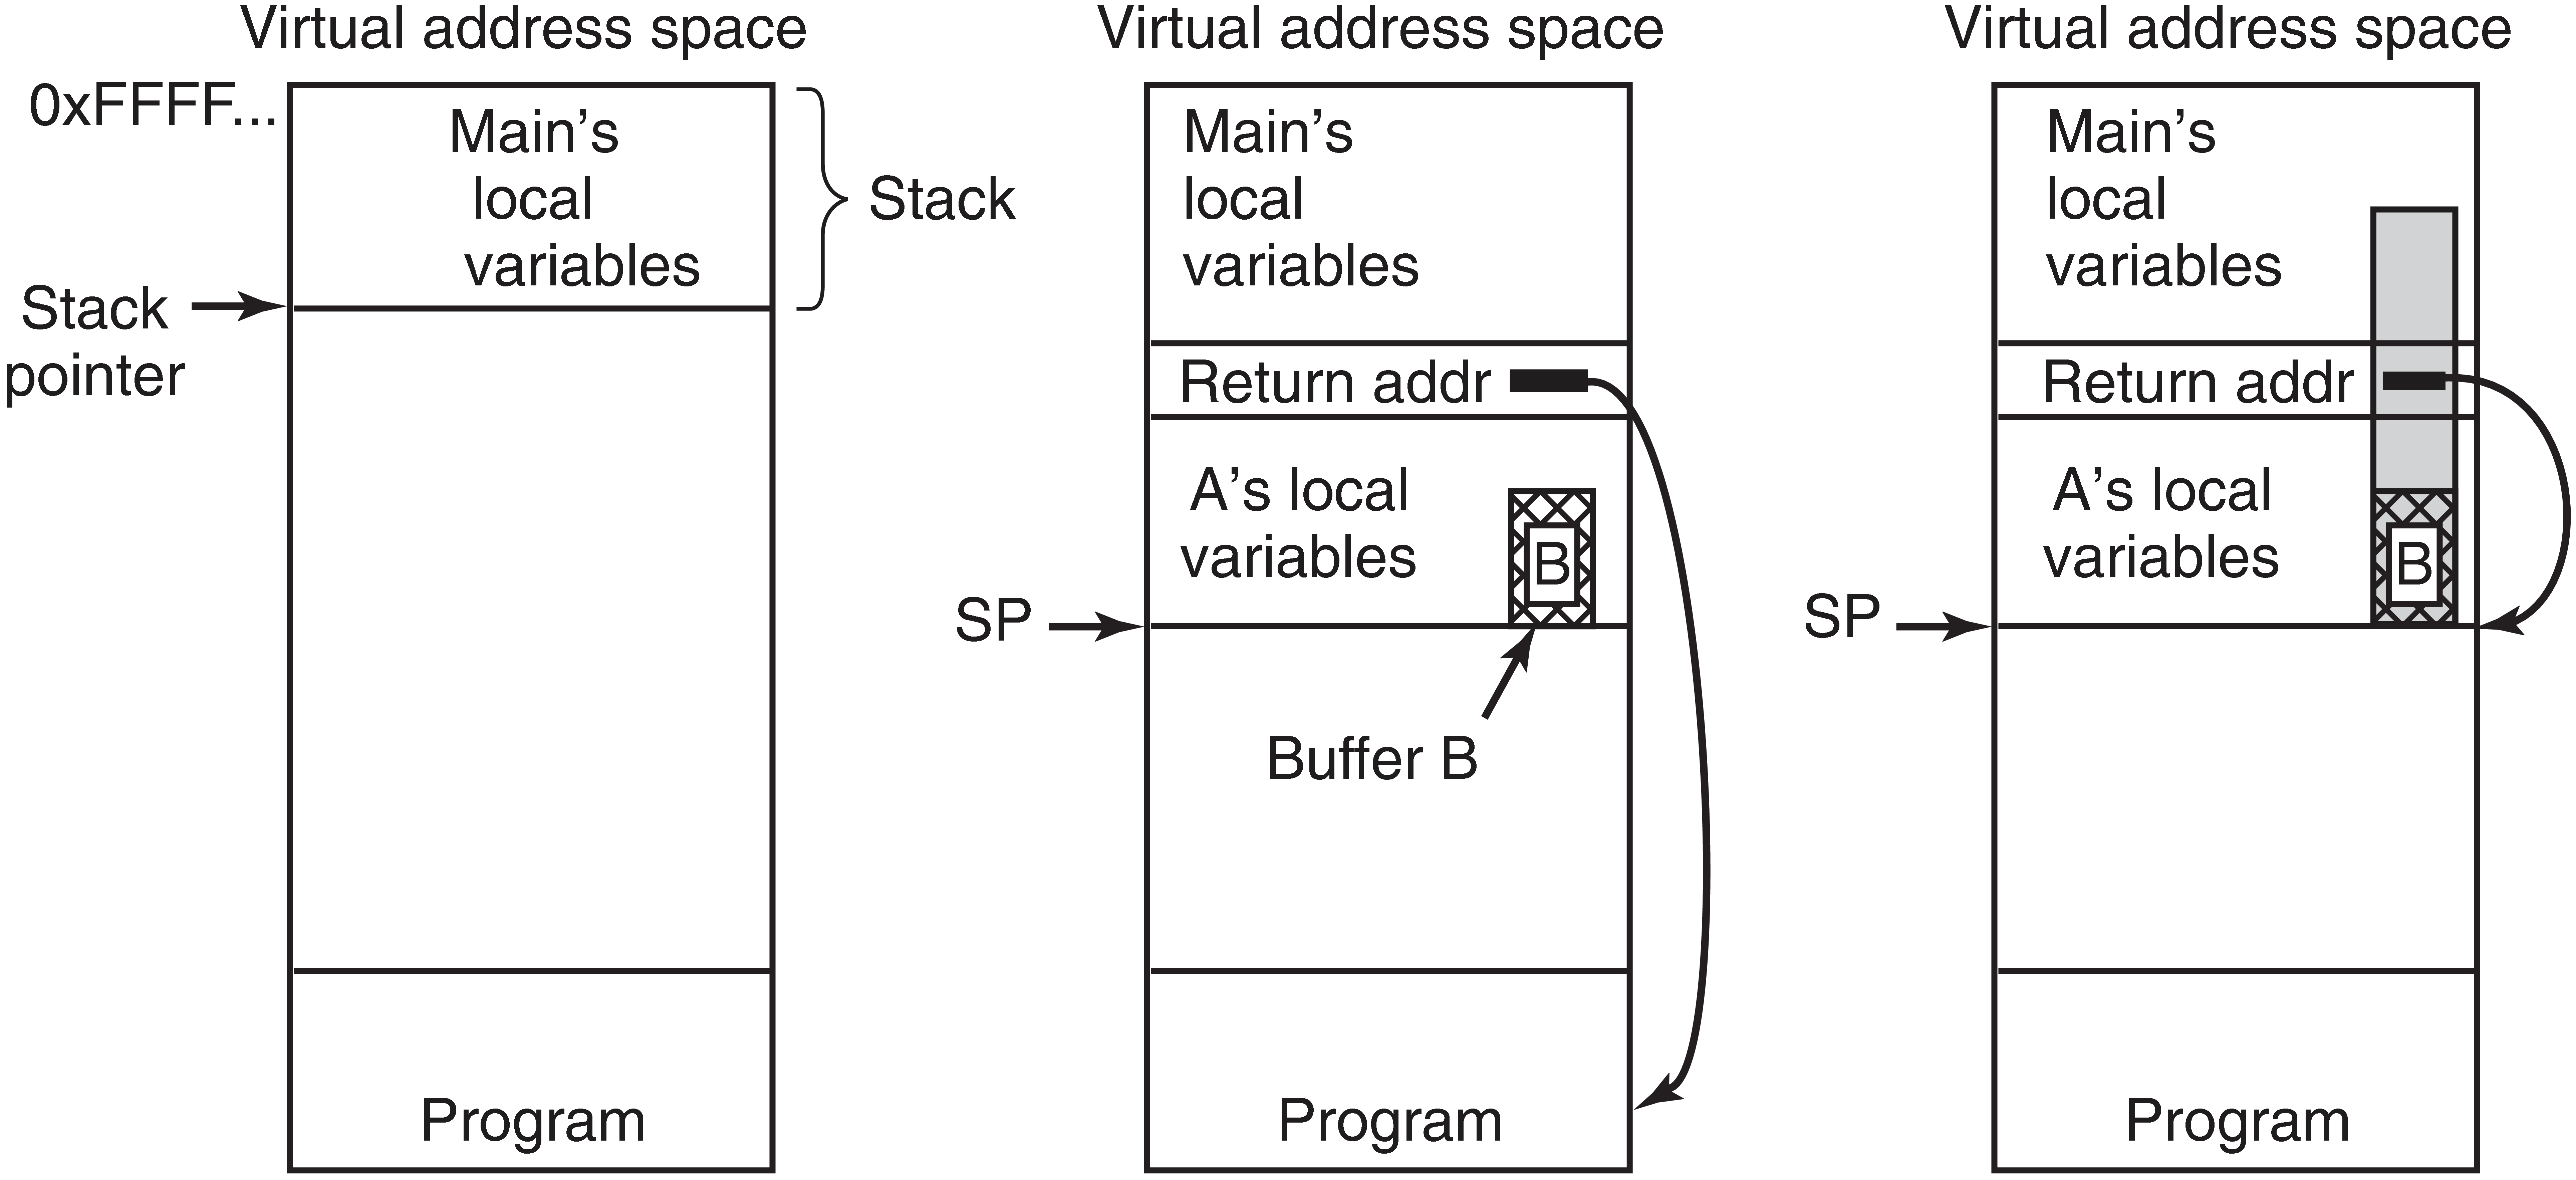 Virtual address space
0xFFFF...
Main’s
local
variables
Stack
Stack
pointer
Program
Virtual address space
Main’s
local
variables
Return addr
A’s local
variables
B
SP
Buffer B
Program
Virtual address space
Main’s
local
variables
Return addr
A’s local
variables
B
SP
Program